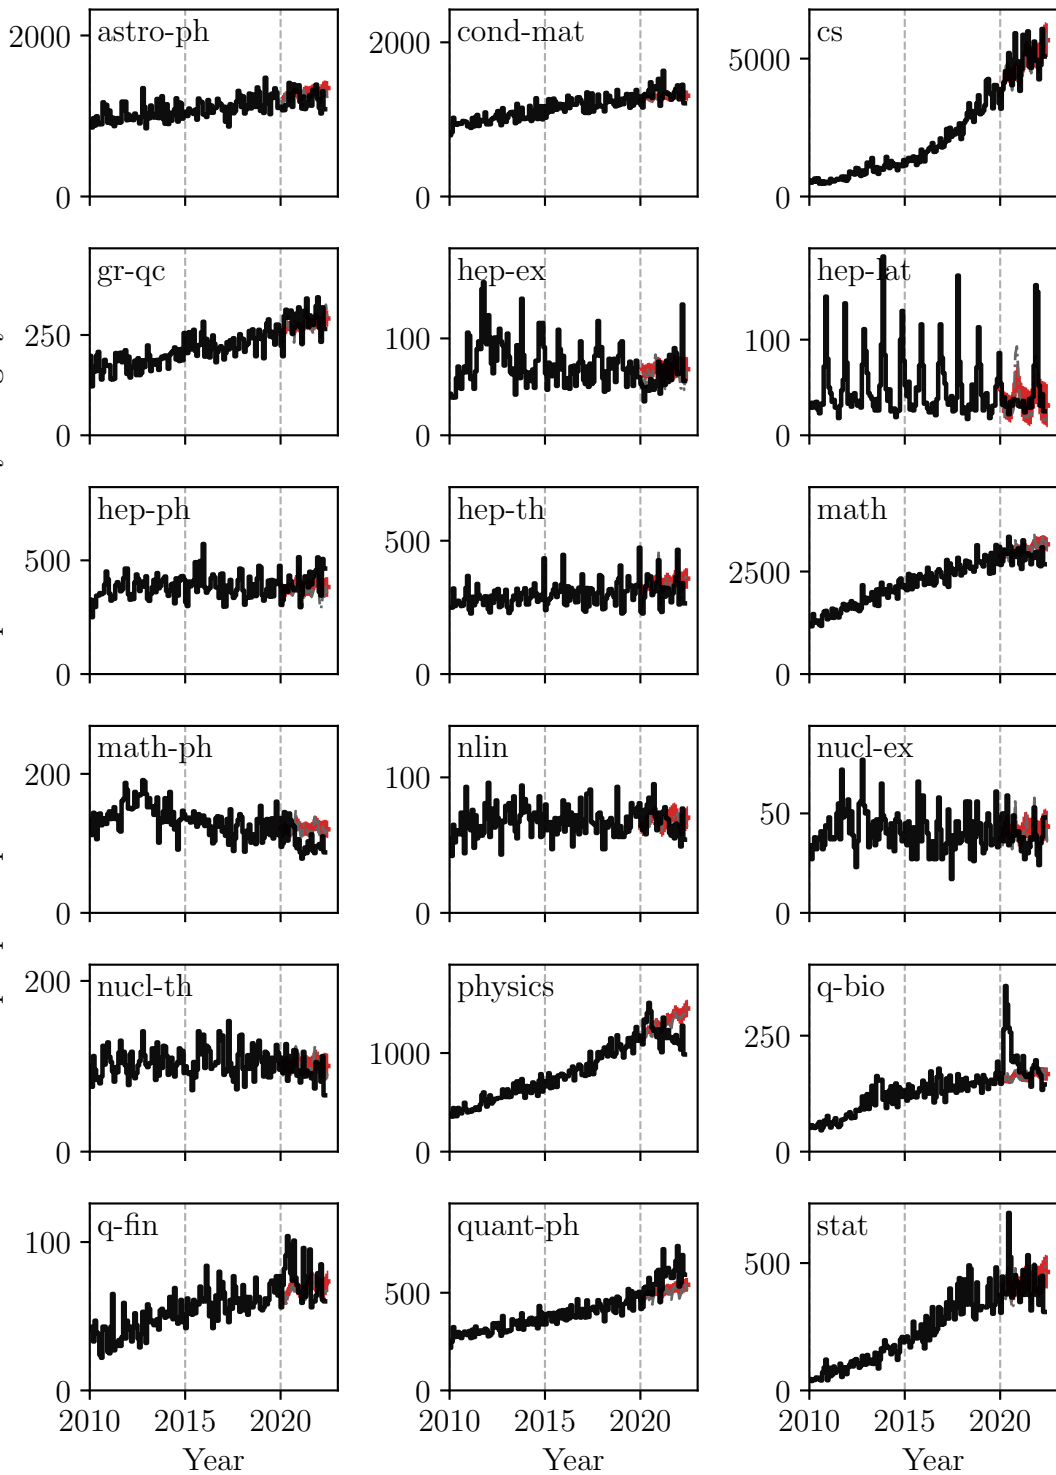 astro-ph
cond-mat
cs
2000
0
2000
0
5000
0
gr-qc
hep-ex
hep-lat
250
0
100
0
100
0
hep-ph
hep-th
math
500
0
500
0
2500
0
math-ph
nlin
nucl-ex
200
0
100
0
50
0
nucl-th
physics
q-bio
200
0
1000
0
250
0
q-fin
quant-ph
stat
100
0
500
0
500
0
2010 2015 2020
2010 2015 2020
2010 2015 2020
Year
Year
Year